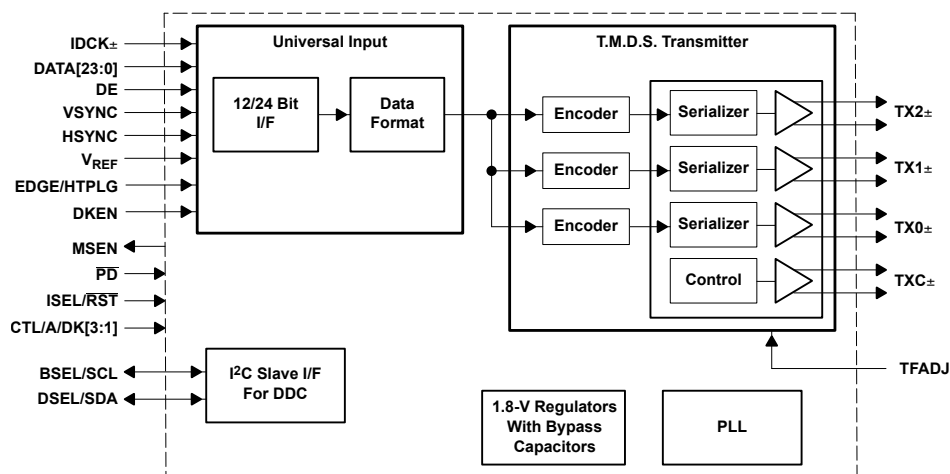 IDCK±
DATA[23:0]
DE
VSYNC
HSYNC
VREF
EDGE/HTPLG
DKEN
MSEN
PD
ISEL/RST
CTL/A/DK[3:1]
BSEL/SCL
DSEL/SDA
Universal Input
12/24 Bit
I/F
Data
Format
T.M.D.S. Transmitter
Encoder
Serializer
Encoder
Serializer
Encoder
Serializer
Control
TX2±
TX1±
TX0±
TXC±
TFADJ
I2C Slave I/F
For DDC
1.8-V Regulators
With Bypass
Capacitors
PLL